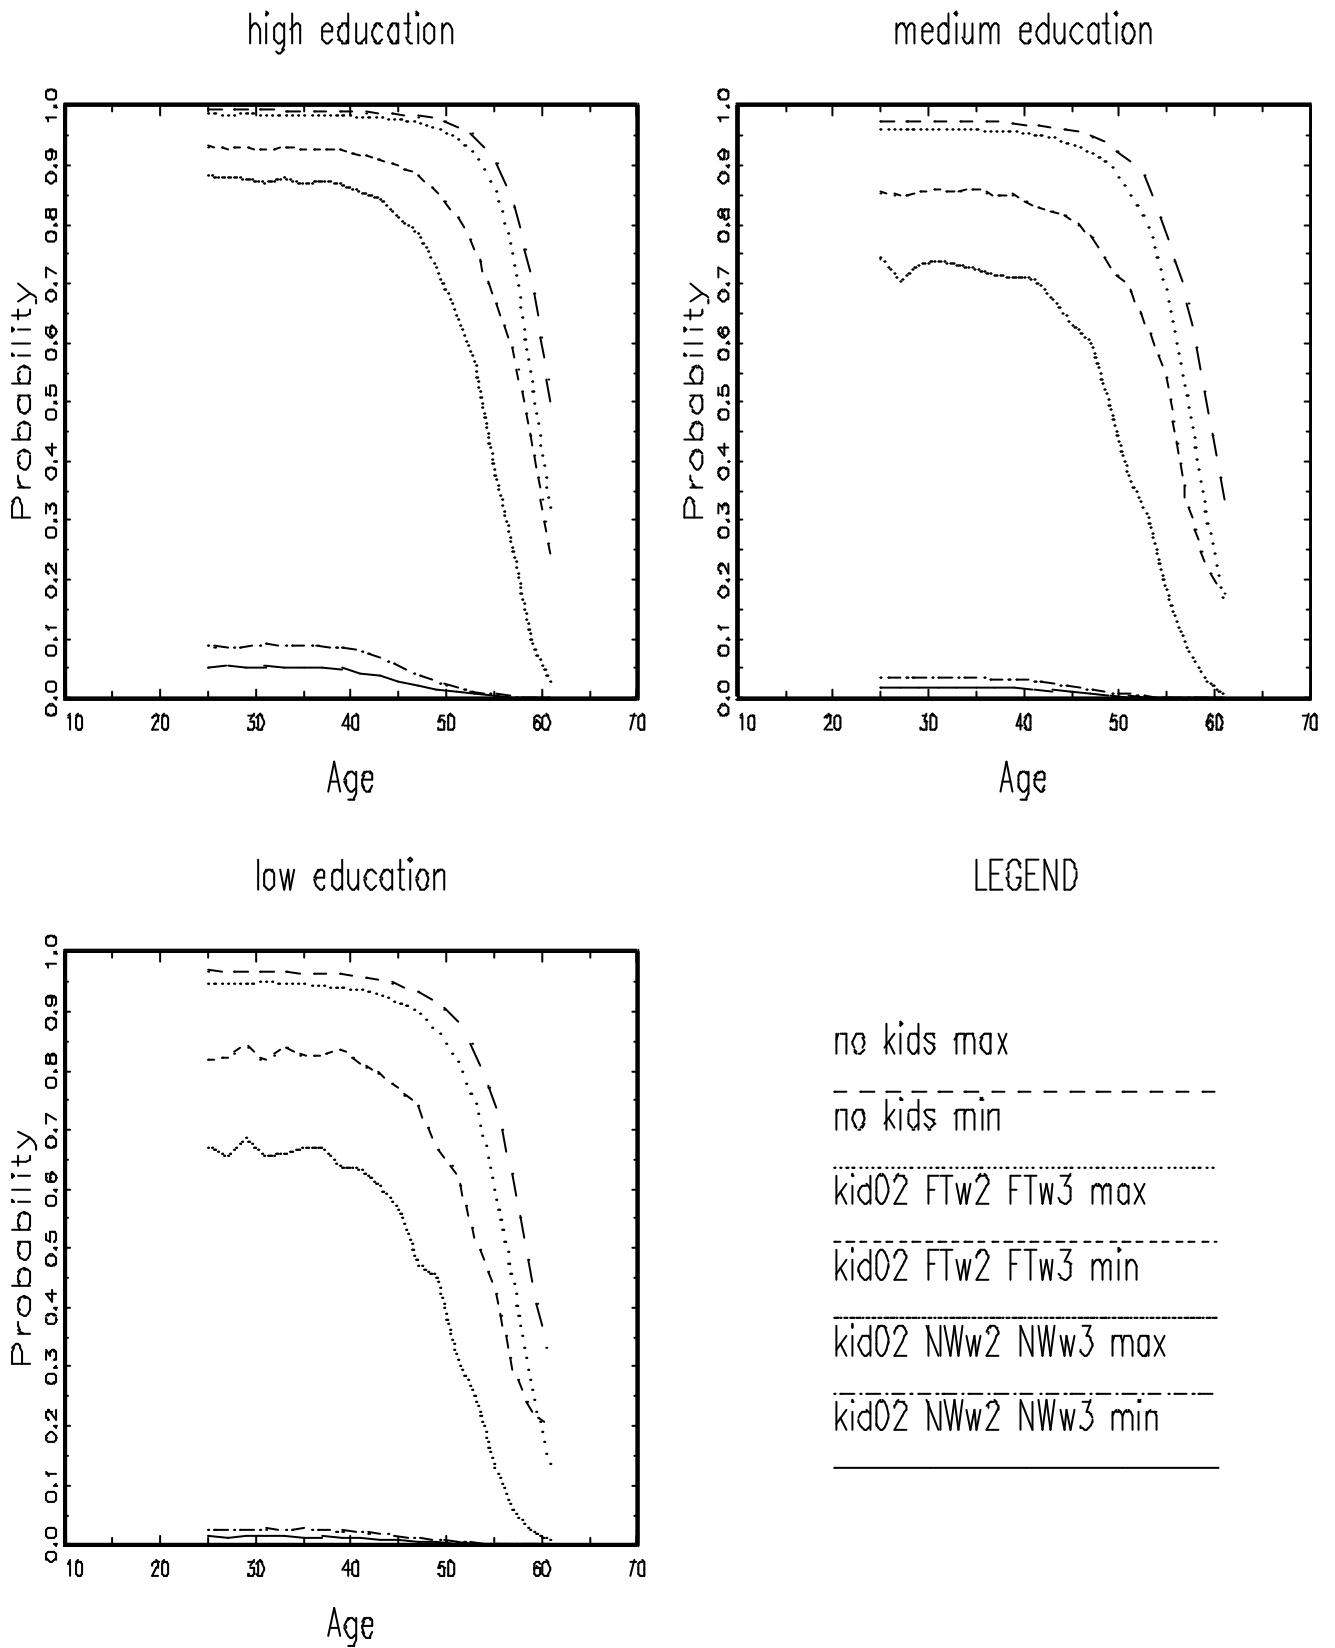 high education
1.0
0.9
0.8
0.7
0.6
0.5
0.4
0.3
0.2
0.1
0.0
Probability
10 20 30 40 50 60 70
Age
medium education
1.0
0.9
0.8
0.7
0.6
0.5
0.4
0.3
0.2
0.1
0.0
Probability
10 20 30 40 50 60 70
Age
low education
1.0
0.9
0.8
0.7
0.6
0.5
0.4
0.3
0.2
0.1
0.0
Probability
10 20 30 40 50 60 70
Age
LEGEND
no kids max
no kids min
kid02 FTw2 FTw3 max
kid02 FTw2 FTw3 min
kid02 NWw2 NWw3 max
kid02 NWw2 NWw3 min